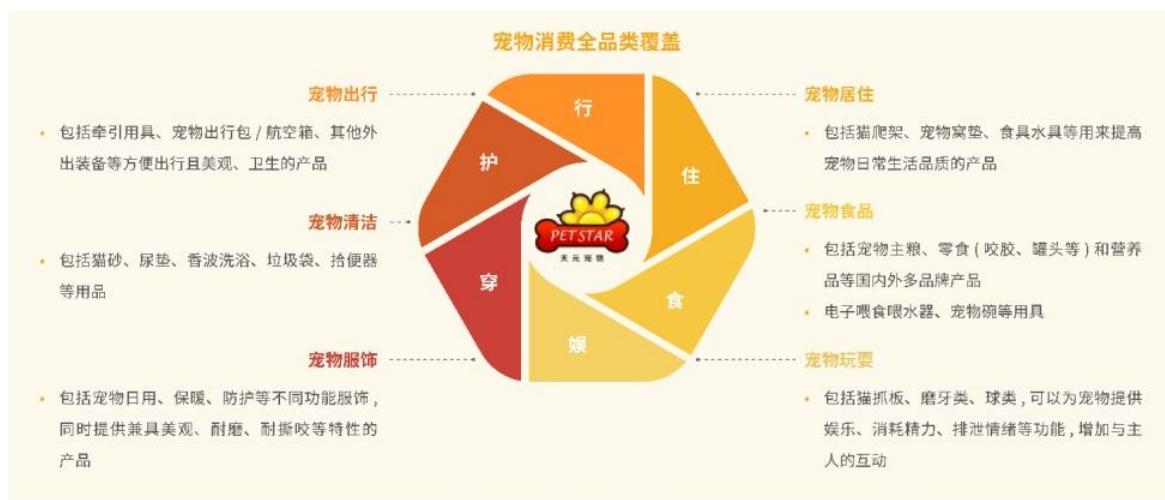 宠物消费全品类覆盖
宠物出行
• 包括牵引用具、宠物出行包 / 航空箱、其他外
出装备等方便出行且美观、卫生的产品
宠物清洁
• 包括猫砂、尿垫、香波洗浴、垃圾袋、拾便器
等用品
宠物服饰
• 包括宠物日用、保暖、防护等不同功能服饰，
同时提供兼具美观、耐磨、耐撕咬等特性的
产品
行
护
住
穿
食
娱
PET STAR
天元宠物
宠物居住
• 包括猫爬架、宠物窝垫、食具水具等用来提高
宠物日常生活品质的产品
宠物食品
• 包括宠物主粮、零食 ( 咬胶、罐头等 ) 和营养
品等国内外多品牌产品
• 电子喂食喂水器、宠物碗等用具
宠物玩耍
• 包括猫抓板、磨牙类、球类 , 可以为宠物提供
娱乐、消耗精力、排泄情绪等功能 , 增加与主
人的互动